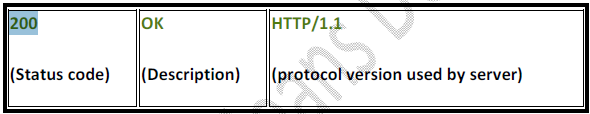 200 OK HTTP/1.1
(Status code) (Description) (protocol version used by server)